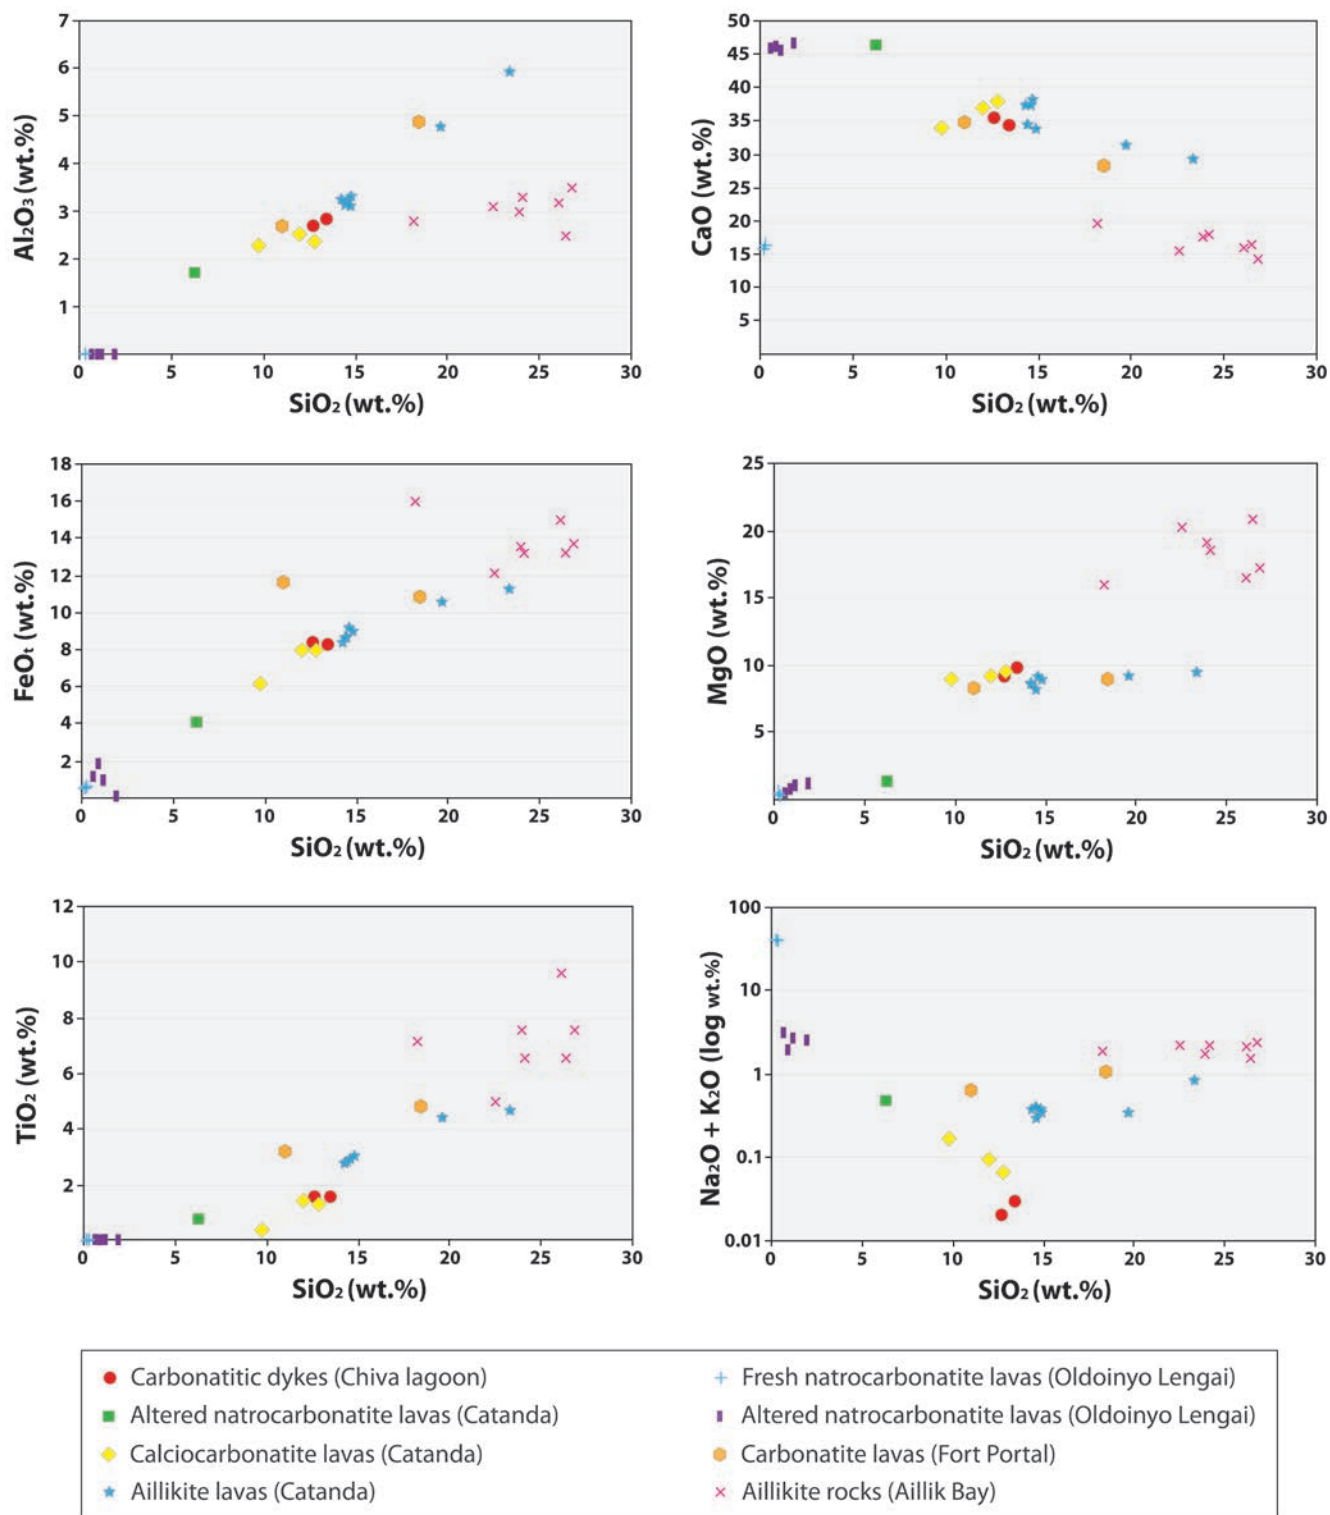 7
6
5
4
3
2
1
0 5 10 15 20 25 30
Al₂O₃ (wt.%)
SiO₂ (wt.%)
50
45
40
35
30
25
20
15
10
5
0 5 10 15 20 25 30
CaO (wt.%)
SiO₂ (wt.%)
18
16
14
12
10
8
6
4
2
0 5 10 15 20 25 30
FeOₜ (wt.%)
SiO₂ (wt.%)
25
20
15
10
5
0 5 10 15 20 25 30
MgO (wt.%)
SiO₂ (wt.%)
12
10
8
6
4
2
0 5 10 15 20 25 30
TiO₂ (wt.%)
SiO₂ (wt.%)
100
10
1
0.1
0.01
0 5 10 15 20 25 30
Na₂O + K₂O (log wt.%)
SiO₂ (wt.%)
Carbonatitic dykes (Chiva lagoon)
Altered natrocarbonatite lavas (Catanda)
Calciocarbonatite lavas (Catanda)
Aillikite lavas (Catanda)
Fresh natrocarbonatite lavas (Oldoinyo Lengai)
Altered natrocarbonatite lavas (Oldoinyo Lengai)
Carbonatite lavas (Fort Portal)
Aillikite rocks (Aillik Bay)